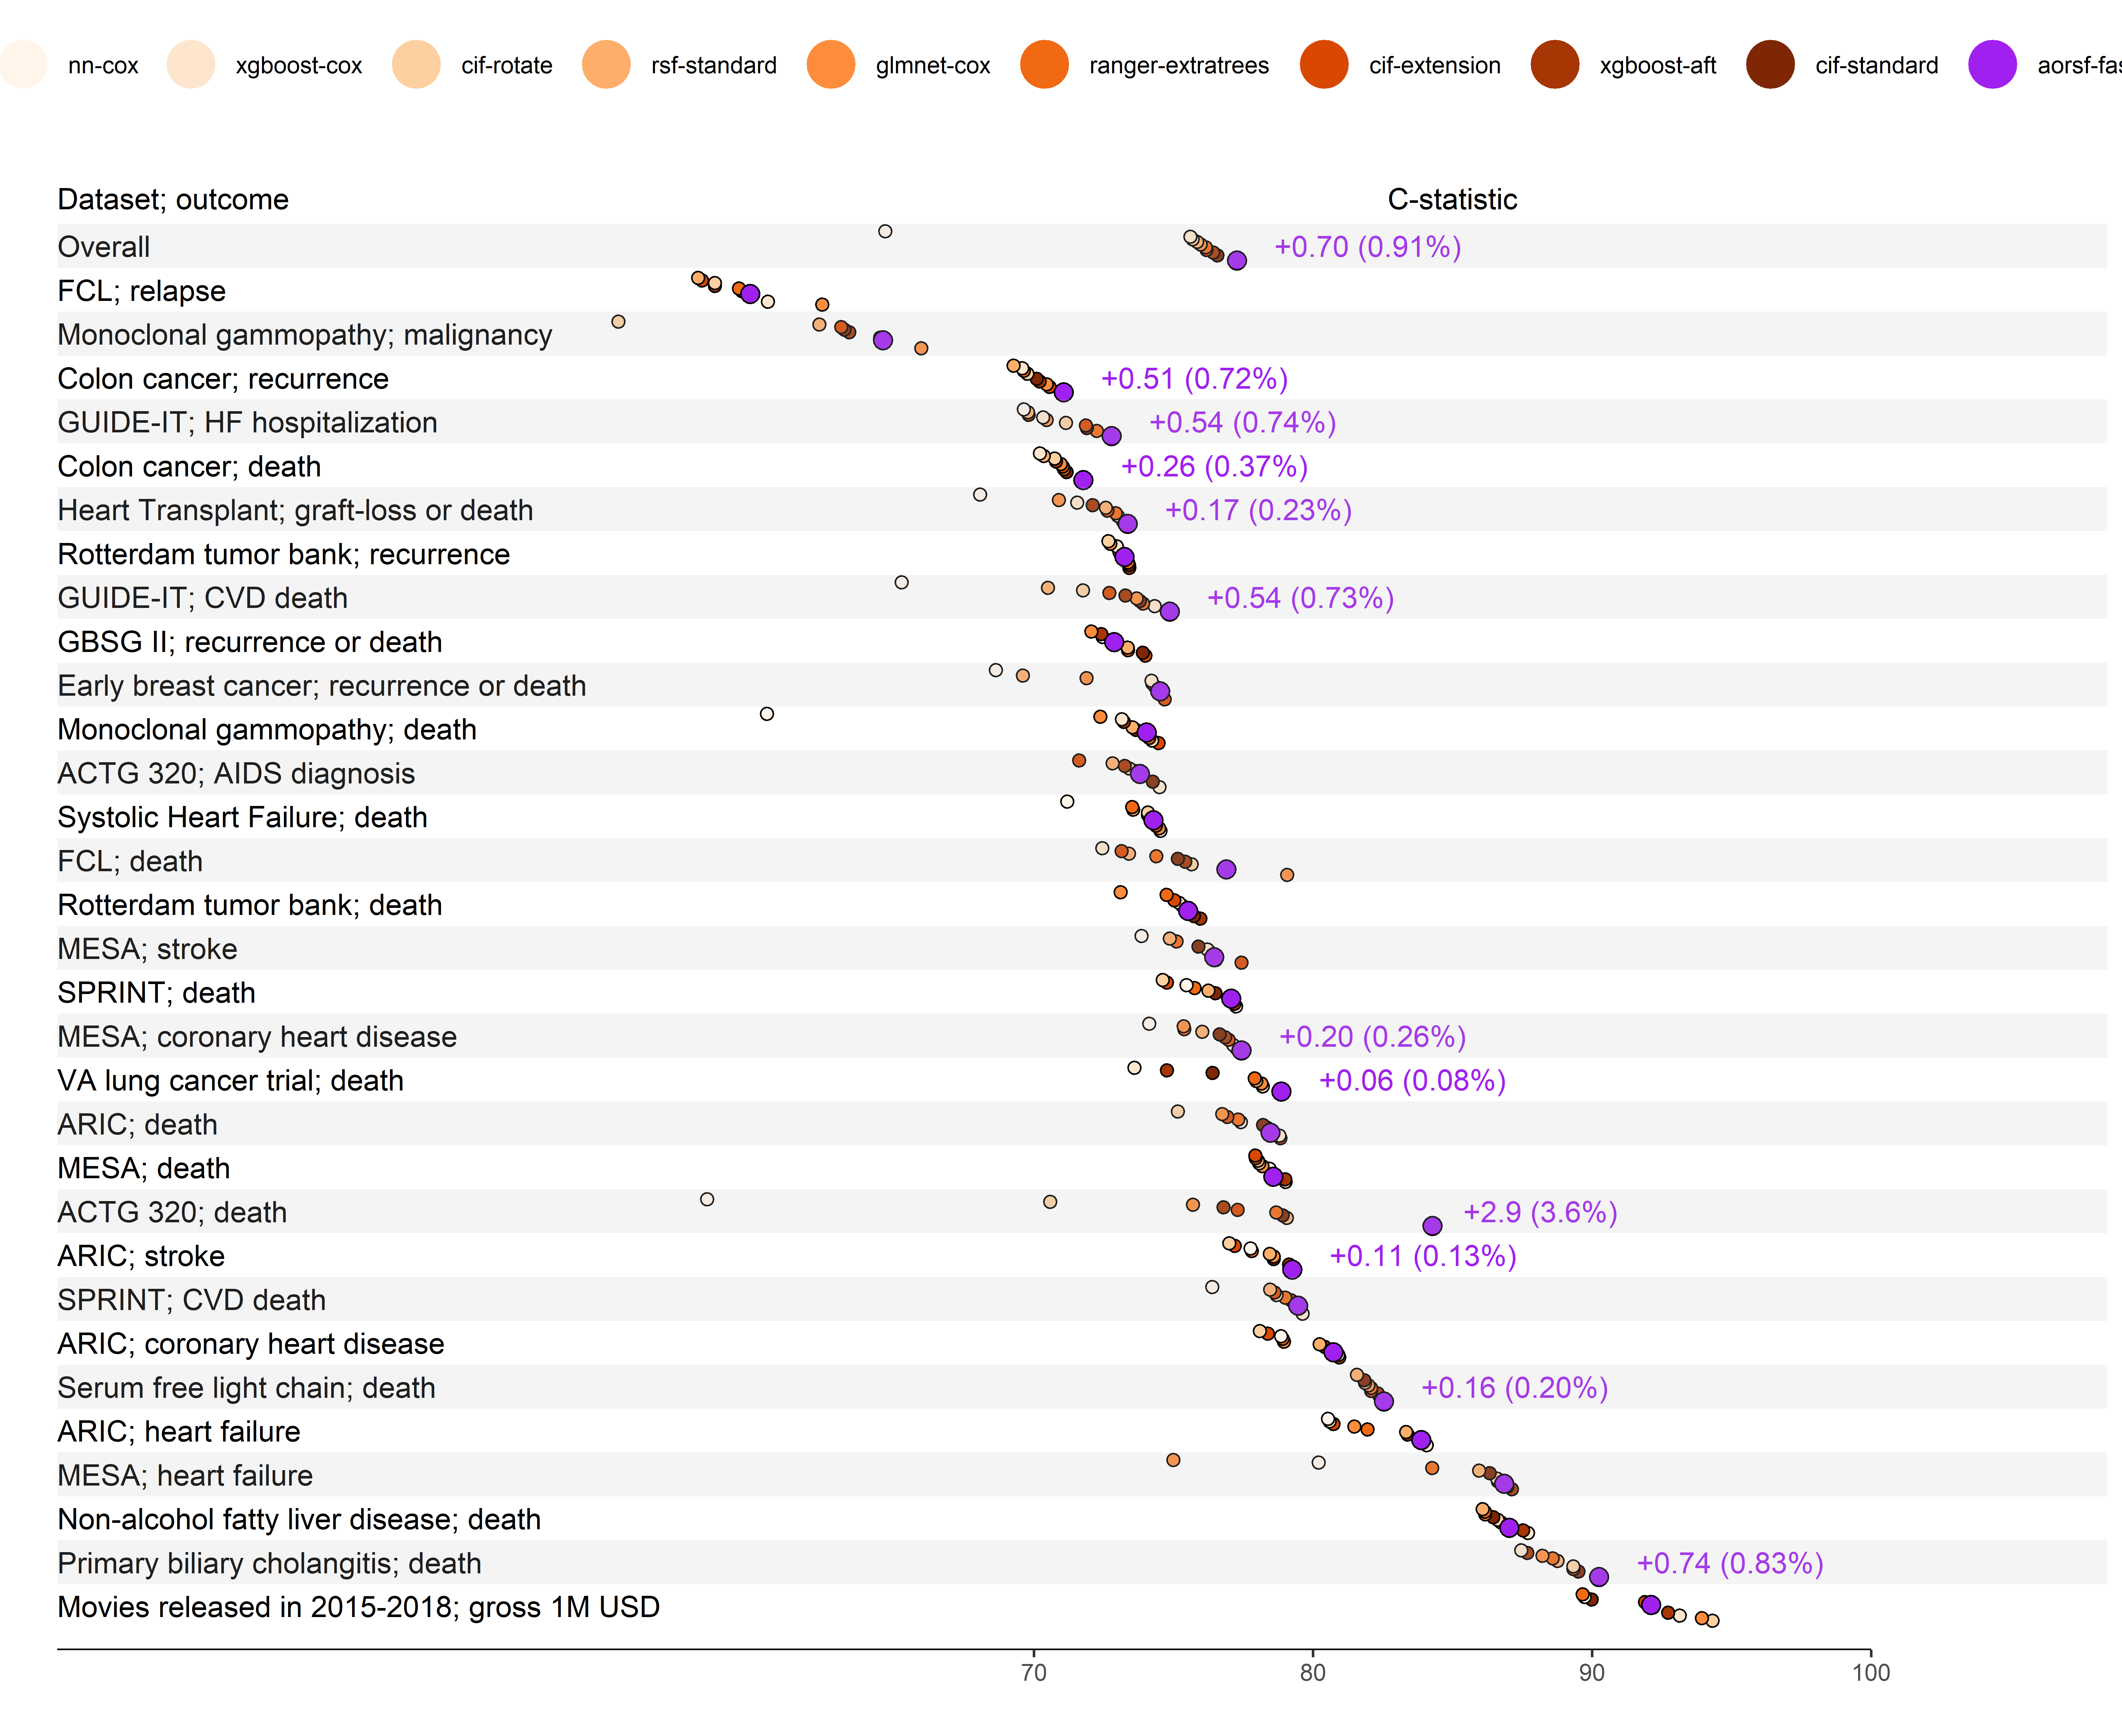 nn-cox xgboost-cox cif-rotate rsf-standard glmnet-cox ranger-extratrees cif-extension xgboost-aft cif-standard aorsf-fas
Dataset; outcome C-statistic
Overall +0.70 (0.91%)
FCL; relapse
Monoclonal gammopathy; malignancy
Colon cancer; recurrence +0.51 (0.72%)
GUIDE-IT; HF hospitalization +0.54 (0.74%)
Colon cancer; death +0.26 (0.37%)
Heart Transplant; graft-loss or death +0.17 (0.23%)
Rotterdam tumor bank; recurrence
GUIDE-IT; CVD death +0.54 (0.73%)
GBSG II; recurrence or death
Early breast cancer; recurrence or death
Monoclonal gammopathy; death
ACTG 320; AIDS diagnosis
Systolic Heart Failure; death
FCL; death
Rotterdam tumor bank; death
MESA; stroke
SPRINT; death
MESA; coronary heart disease +0.20 (0.26%)
VA lung cancer trial; death +0.06 (0.08%)
ARIC; death
MESA; death
ACTG 320; death +2.9 (3.6%)
ARIC; stroke +0.11 (0.13%)
SPRINT; CVD death
ARIC; coronary heart disease
Serum free light chain; death +0.16 (0.20%)
ARIC; heart failure
MESA; heart failure
Non-alcohol fatty liver disease; death
Primary biliary cholangitis; death +0.74 (0.83%)
Movies released in 2015-2018; gross 1M USD
70 80 90 100